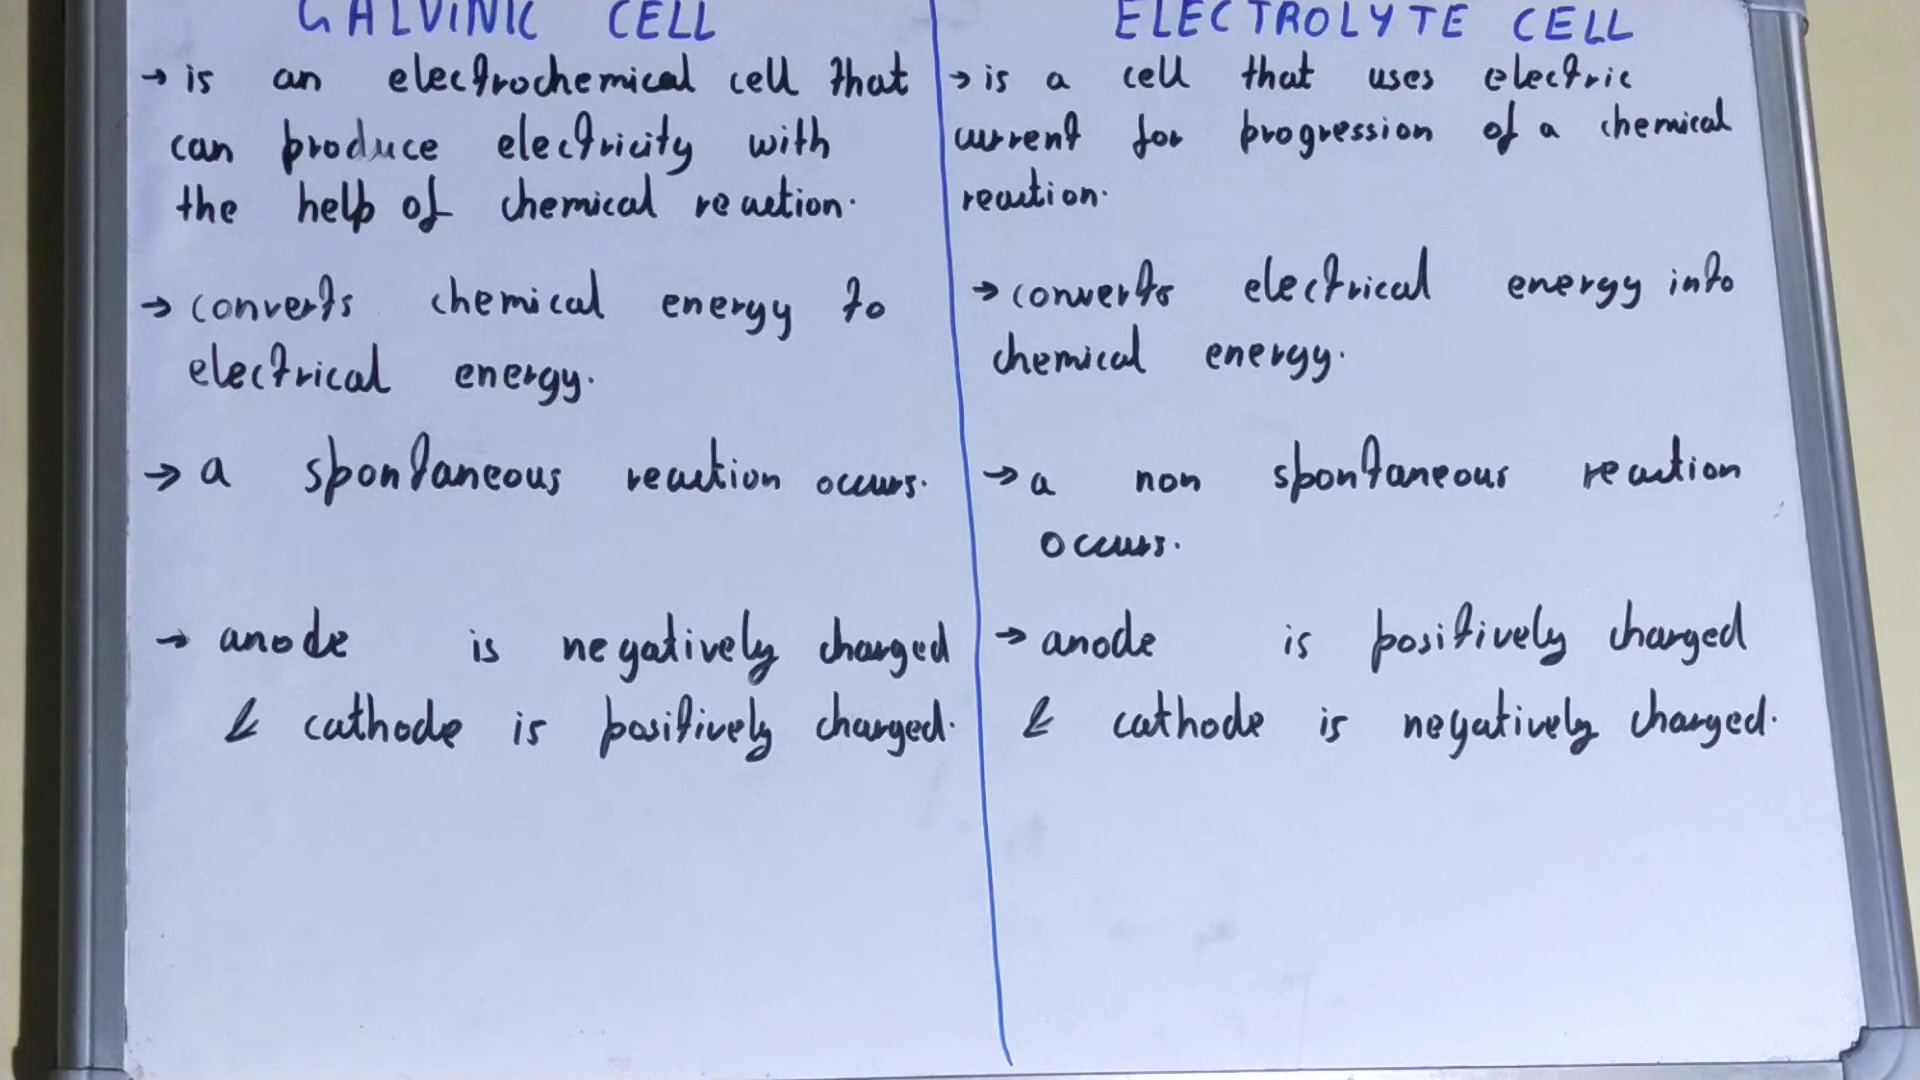 GALVINIC CELL
→ is an electrochemical cell that
can produce electricity with
the help of chemical reaction.
→ converts chemical energy to
electrical energy.
→ a spontaneous reaction occurs.
→ anode is negatively charged
& cathode is positively charged.
ELECTROLYTE CELL
→ is a cell that uses electric
current for progression of a chemical
reaction.
→ converts electrical energy into
chemical energy.
→ a non spontaneous reaction
occurs.
→ anode is positively charged
& cathode is negatively charged.